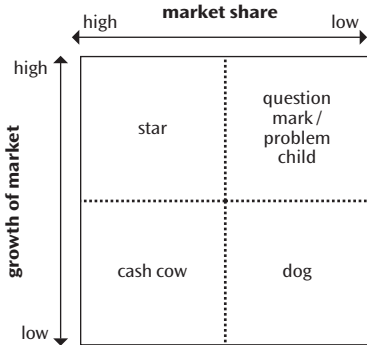 market share
high
low
high
growth of market
low
star
question
mark /
problem
child
cash cow
dog